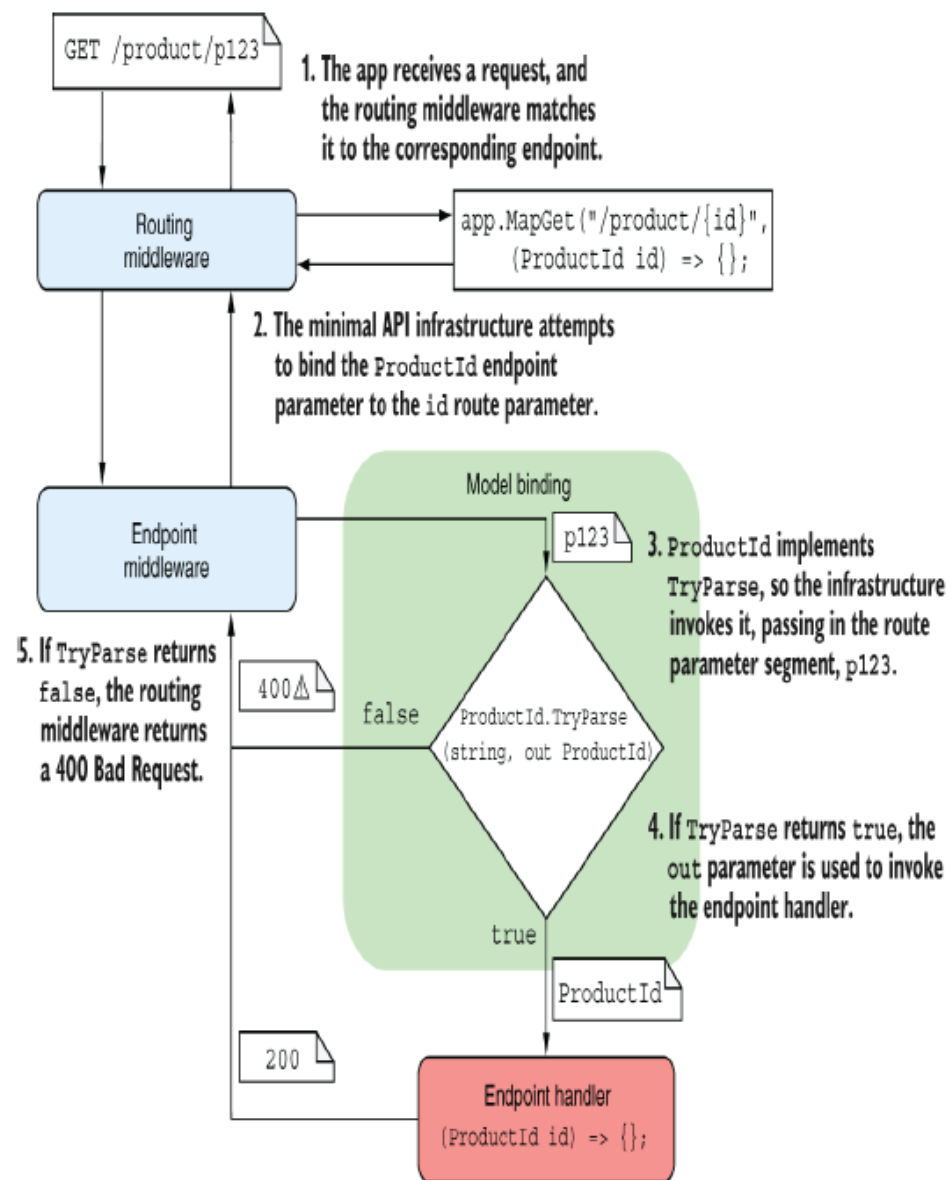 GET /product/p123
1. The app receives a request, and
the routing middleware matches
it to the corresponding endpoint.
Routing
middleware
app.MapGet("/product/{id}",
(ProductId id) => {};
2. The minimal API infrastructure attempts
to bind the ProductId endpoint
parameter to the id route parameter.
Model binding
Endpoint
middleware
p123
3. ProductId implements
TryParse, so the infrastructure
invokes it, passing in the route
parameter segment, p123.
5. If TryParse returns
false, the routing
middleware returns
a 400 Bad Request.
400⚠
false
ProductId.TryParse
(string, out ProductId)
4. If TryParse returns true, the
out parameter is used to invoke
the endpoint handler.
true
ProductId
200
Endpoint handler
(ProductId id) => {};